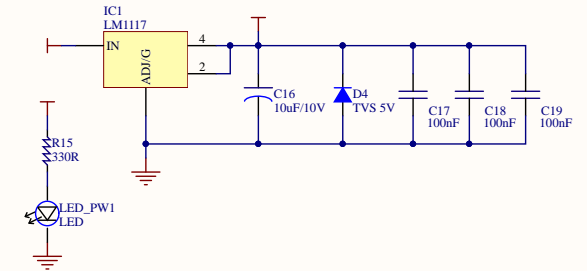 IC1
LM1117
IN
ADJ/G
4
2
C16
10uF/10V
D4
TVS 5V
C17
100nF
C18
100nF
C19
100nF
R15
330R
LED_PW1
LED